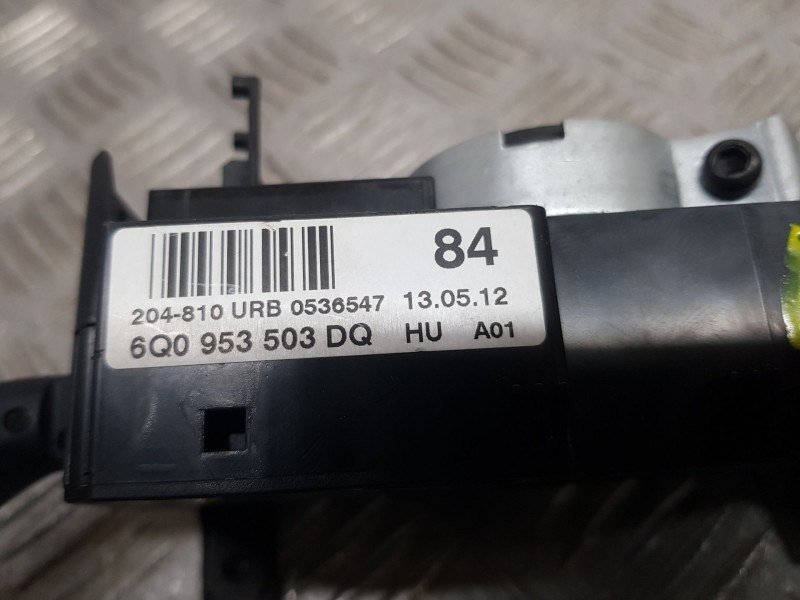 84
204-810 URB 0536547 13.05.12
6Q0 953 503 DQ HU A01